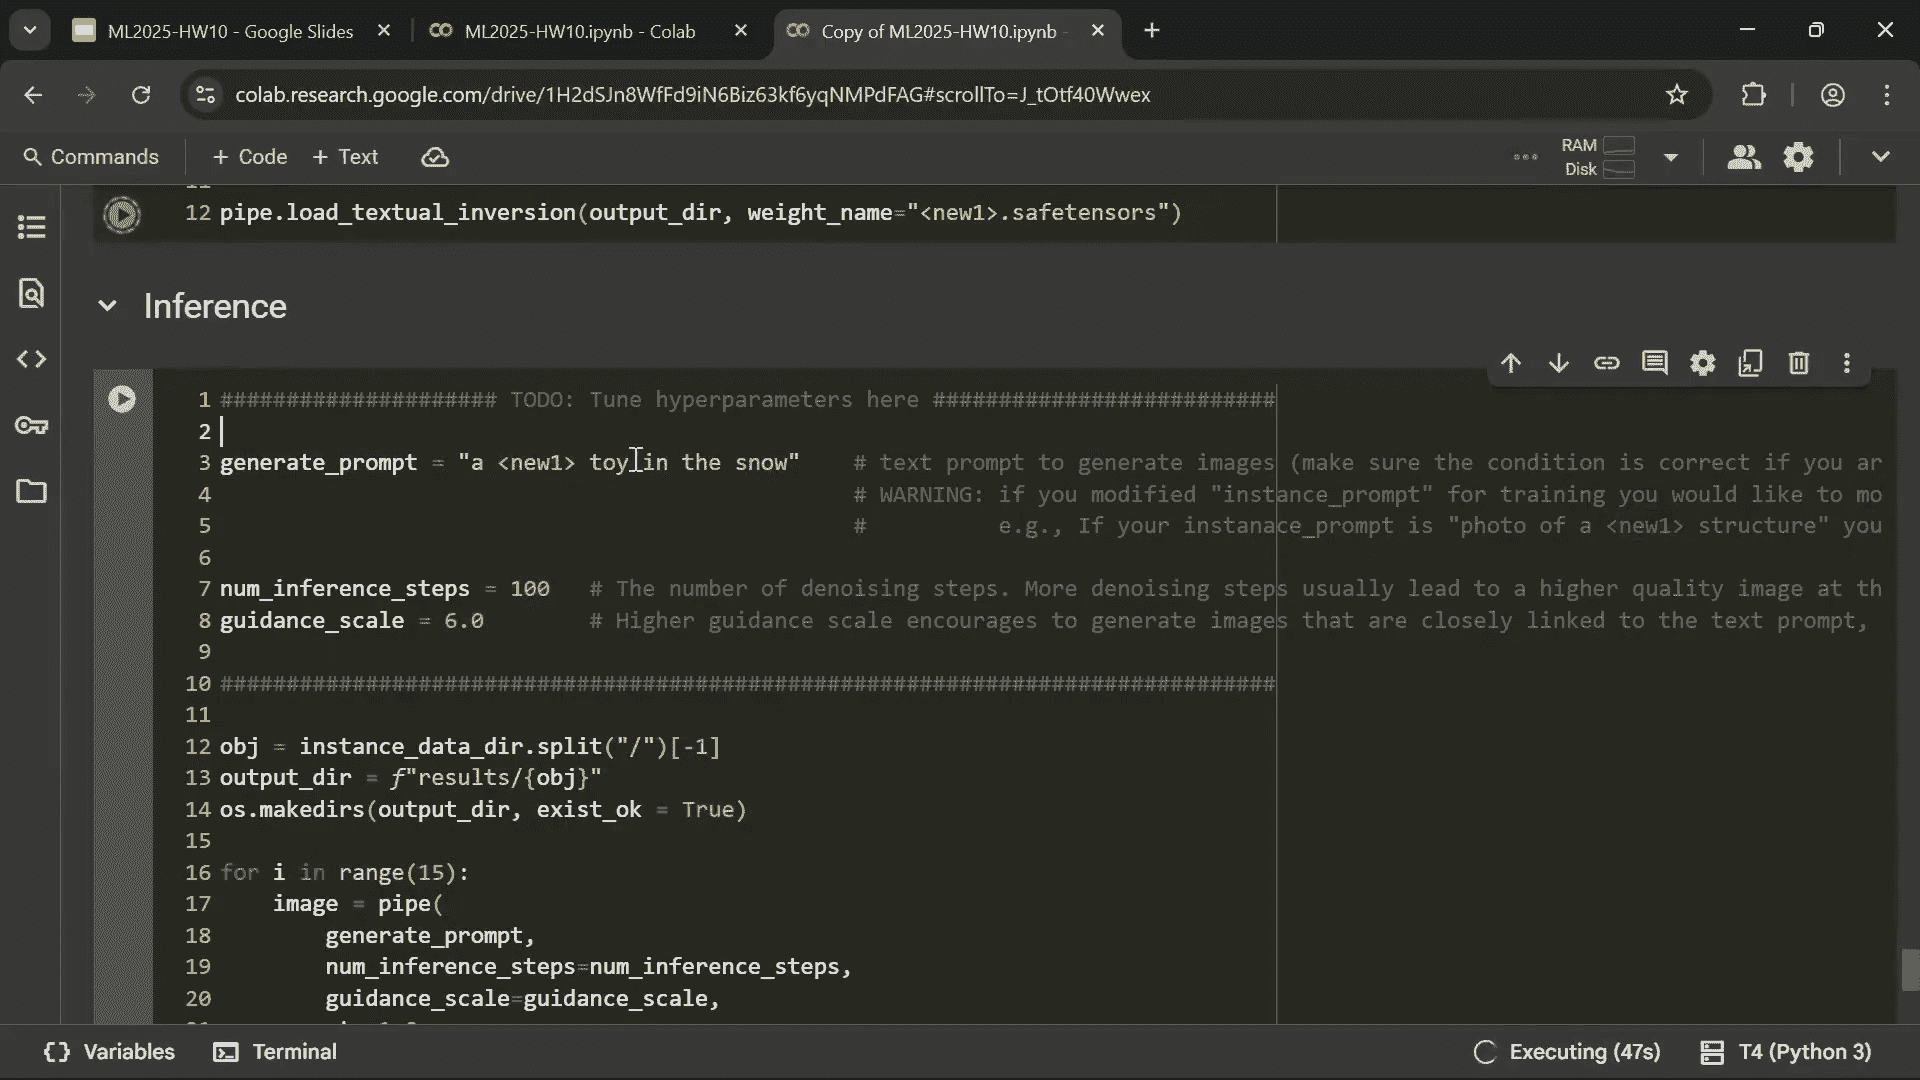 ML2025-HW10 - Google Slides
ML2025-HW10.ipynb - Colab
Copy of ML2025-HW10.ipynb -
colab.research.google.com/drive/1H2dSJn8WfFd9iN6Biz63kf6yqNMPdFAG#scrollTo=J_tOtf40Wwex
Commands
+ Code
+ Text
RAM
Disk
12 pipe.load_textual_inversion(output_dir, weight_name="<new1>.safetensors")
Inference
1 ##################### TODO: Tune hyperparameters here ##########################
2
3 generate_prompt = "a <new1> toy in the snow"    # text prompt to generate images (make sure the condition is correct if you ar
4 # WARNING: if you modified "instance_prompt" for training you would like to mo
5 #          e.g., If your instanace_prompt is "photo of a <new1> structure" you
6
7 num_inference_steps = 100   # The number of denoising steps. More denoising steps usually lead to a higher quality image at th
8 guidance_scale = 6.0        # Higher guidance scale encourages to generate images that are closely linked to the text prompt,
9
10 ################################################################################
11
12 obj = instance_data_dir.split("/")[-1]
13 output_dir = f"results/{obj}"
14 os.makedirs(output_dir, exist_ok = True)
15
16 for i in range(15):
17     image = pipe(
18         generate_prompt,
19         num_inference_steps=num_inference_steps,
20         guidance_scale=guidance_scale,
{} Variables
Terminal
Executing (47s)
T4 (Python 3)